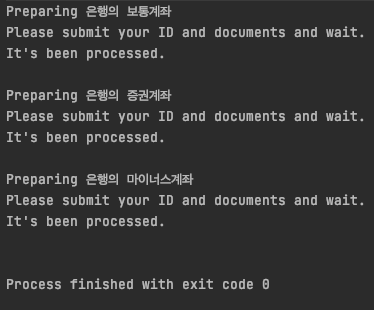 Preparing 은행의 보통계좌
Please submit your ID and documents and wait.
It's been processed.
Preparing 은행의 증권계좌
Please submit your ID and documents and wait.
It's been processed.
Preparing 은행의 마이너스계좌
Please submit your ID and documents and wait.
It's been processed.
Process finished with exit code 0